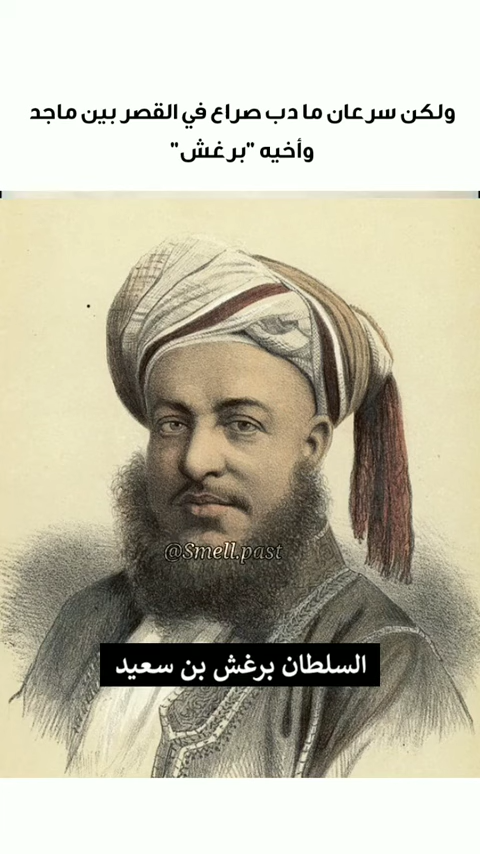 ولكن سرعان ما دب صراع في القصر بين ماجد
وأخيه "برغش"
@Smell.past
السلطان برغش بن سعيد